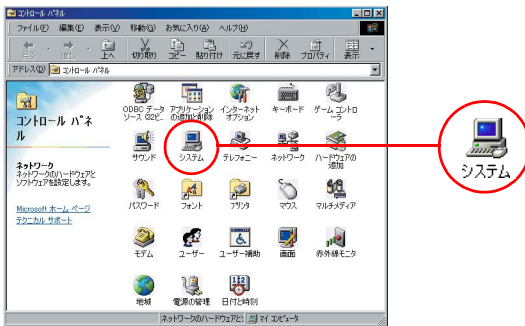 コントロール パネル
ファイル(F) 編集(E) 表示(V) 移動(G) お気に入り(A) ヘルプ(H)
戻る 進む 上へ 切り取り コピー 貼り付け 元に戻す 削除 プロパティ 表示
アドレス(D) コントロール パネル
コントロール パネル
ネットワーク
ネットワークのハードウェアと
ソフトウェアを設定します。
Microsoft ホーム ページ
テクニカル サポート
ODBC データ ソース (32ビ... アプリケーションの追加と削除 インターネット オプション キーボード ゲーム コントローラ
サウンド システム テレフォニー ネットワーク ハードウェアの追加
パスワード フォント プリンタ マウス マルチメディア
モデム ユーザー ユーザー補助 画面 赤外線モニタ
地域 電源の管理 日付と時刻
ネットワークのハードウェアと マイ コンピュータ
システム